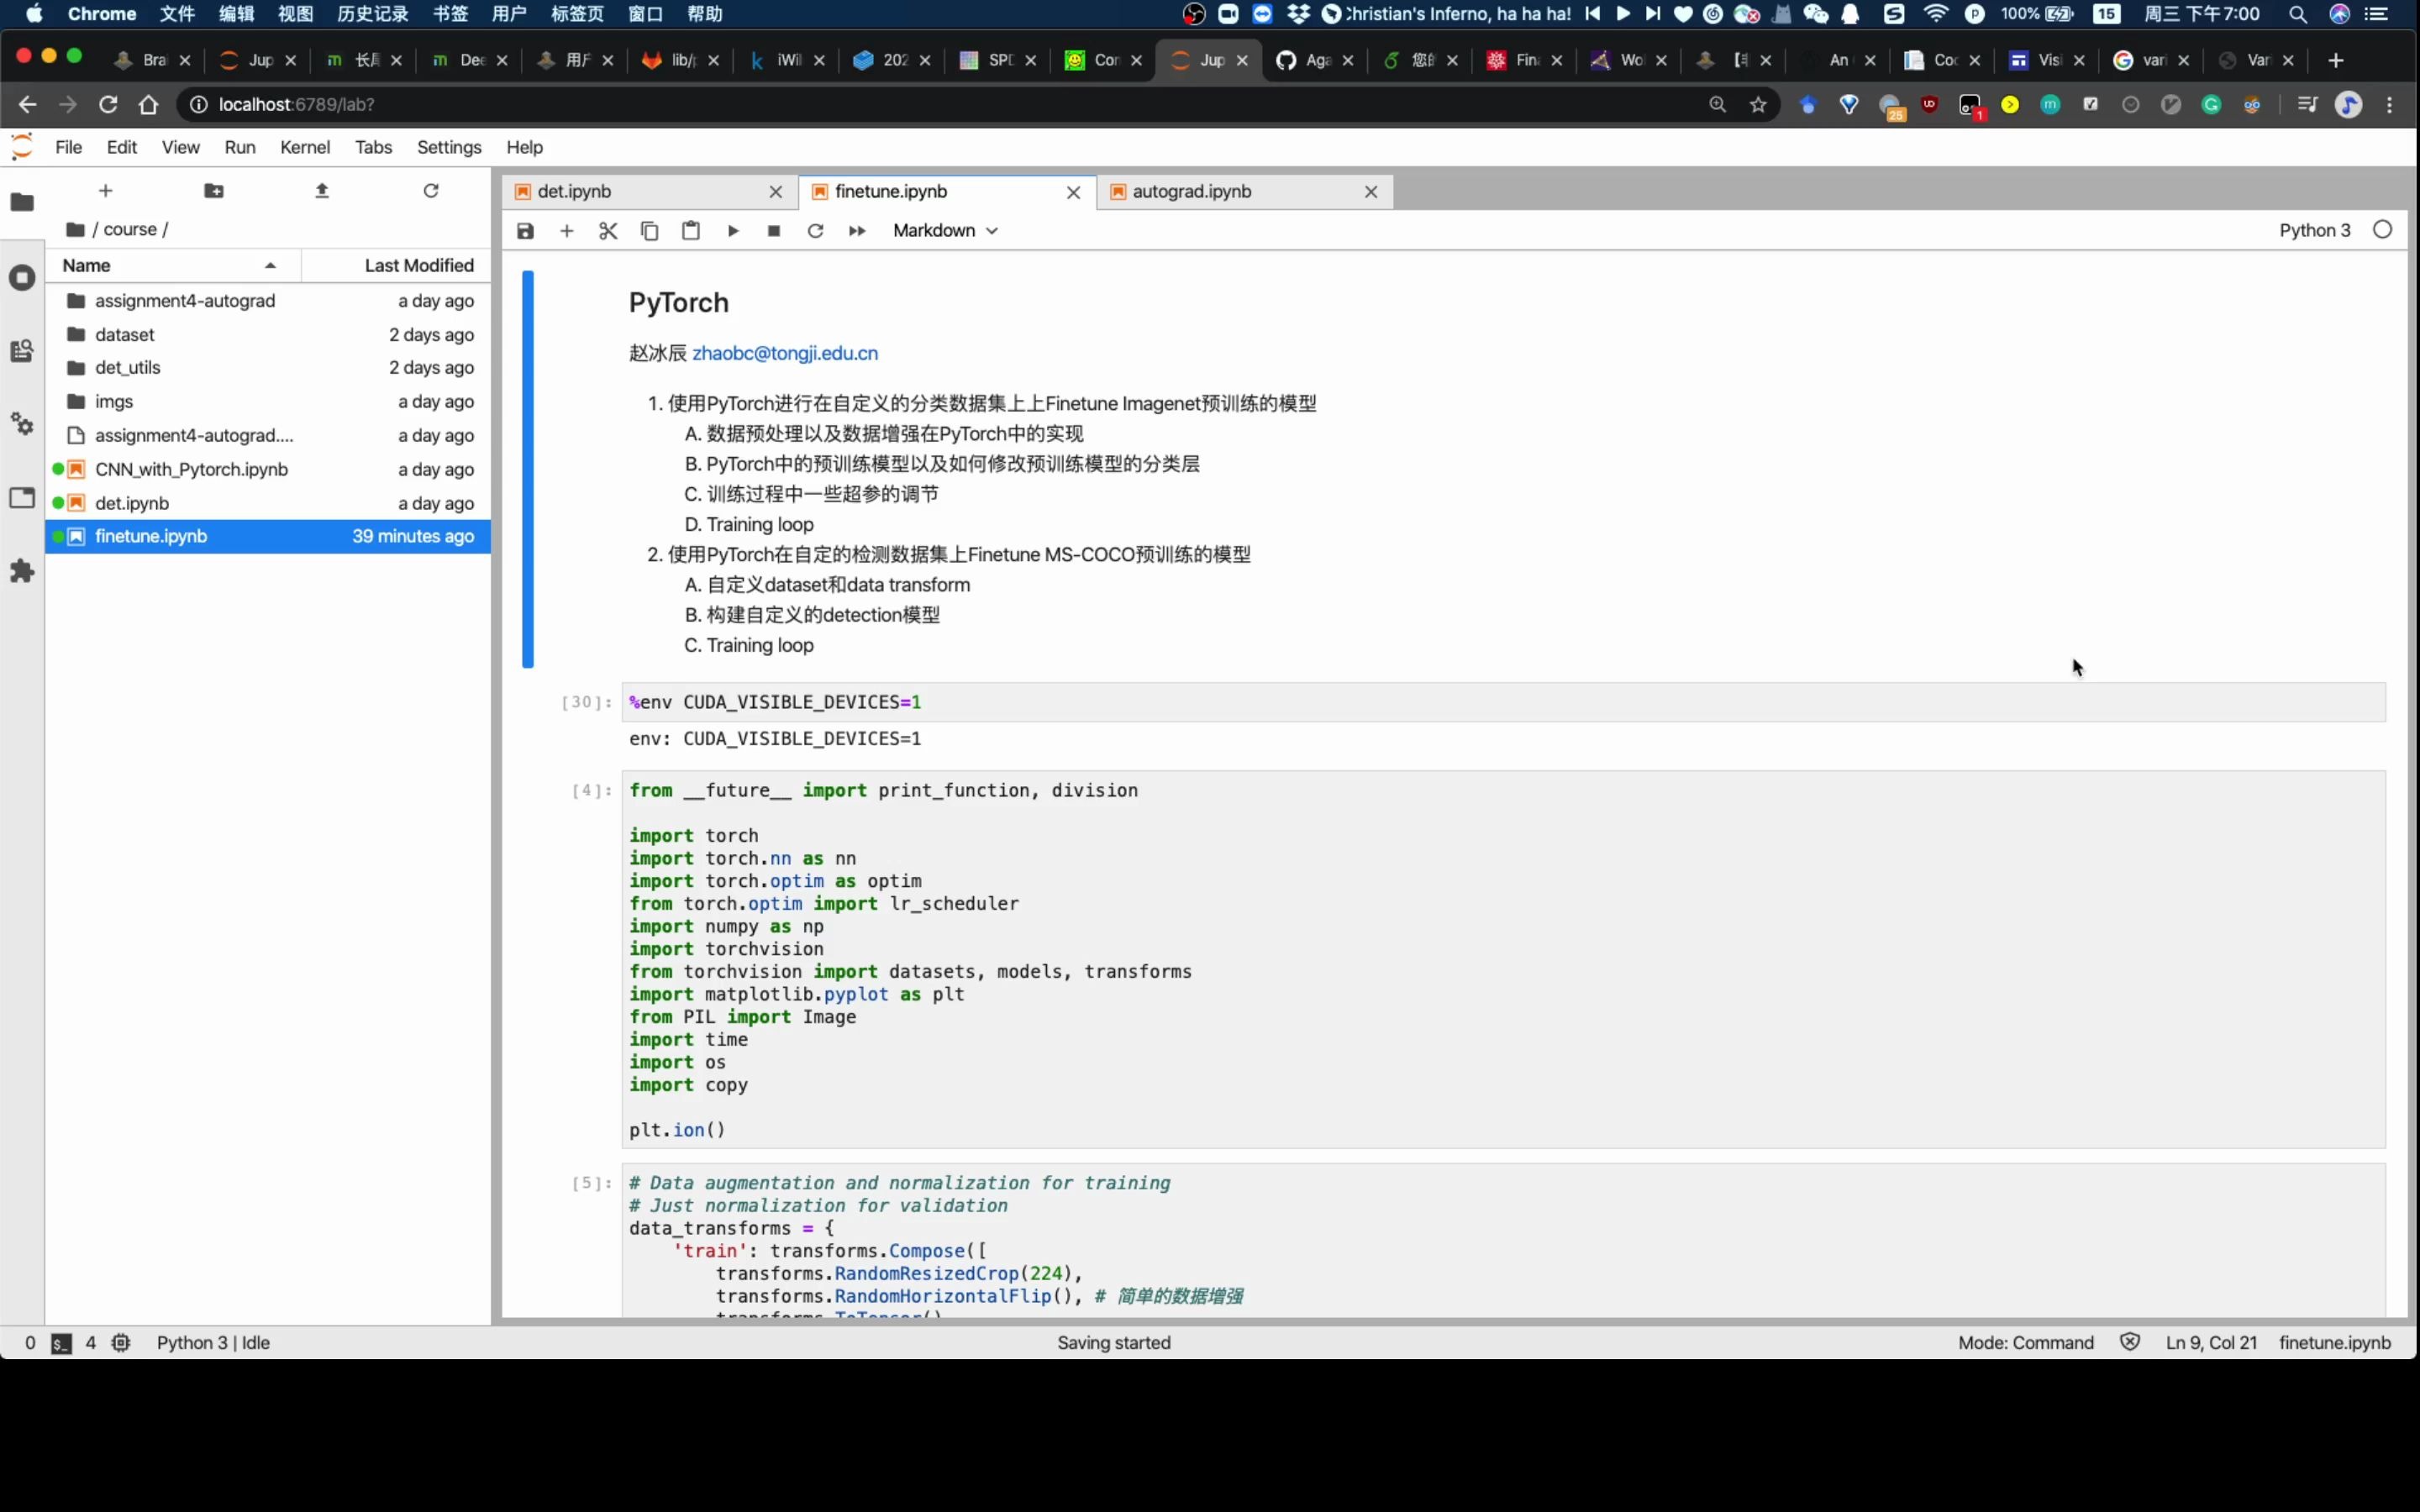 Chrome 文件 编辑 视图 历史记录 书签 用户 标签页 窗口 帮助 Christian's Inferno, ha ha ha! 100% 15 周三 下午7:00
Bra Jup 长尾 Dee 用户 lib/p iWil 202 SPD Con Jup Aga 您的 Fina Wo An Coc Visi vari Var
localhost:6789/lab? 25 1
File Edit View Run Kernel Tabs Settings Help
det.ipynb finetune.ipynb autograd.ipynb
/ course /
Markdown Python 3
Name Last Modified
assignment4-autograd a day ago
dataset 2 days ago
det_utils 2 days ago
imgs a day ago
assignment4-autograd.... a day ago
CNN_with_Pytorch.ipynb a day ago
det.ipynb a day ago
finetune.ipynb 39 minutes ago
PyTorch
赵冰辰 zhaobc@tongji.edu.cn
1. 使用PyTorch进行在自定义的分类数据集上上Finetune Imagenet预训练的模型
A. 数据预处理以及数据增强在PyTorch中的实现
B. PyTorch中的预训练模型以及如何修改预训练模型的分类层
C. 训练过程中一些超参的调节
D. Training loop
2. 使用PyTorch在自定的检测数据集上Finetune MS-COCO预训练的模型
A. 自定义dataset和data transform
B. 构建自定义的detection模型
C. Training loop
[30]: %env CUDA_VISIBLE_DEVICES=1
env: CUDA_VISIBLE_DEVICES=1
[4]: from __future__ import print_function, division
import torch
import torch.nn as nn
import torch.optim as optim
from torch.optim import lr_scheduler
import numpy as np
import torchvision
from torchvision import datasets, models, transforms
import matplotlib.pyplot as plt
from PIL import Image
import time
import os
import copy
plt.ion()
[5]: # Data augmentation and normalization for training
# Just normalization for validation
data_transforms = {
'train': transforms.Compose([
transforms.RandomResizedCrop(224),
transforms.RandomHorizontalFlip(), # 简单的数据增强
transforms.ToTensor()
0 4 Python 3 | Idle Saving started Mode: Command Ln 9, Col 21 finetune.ipynb